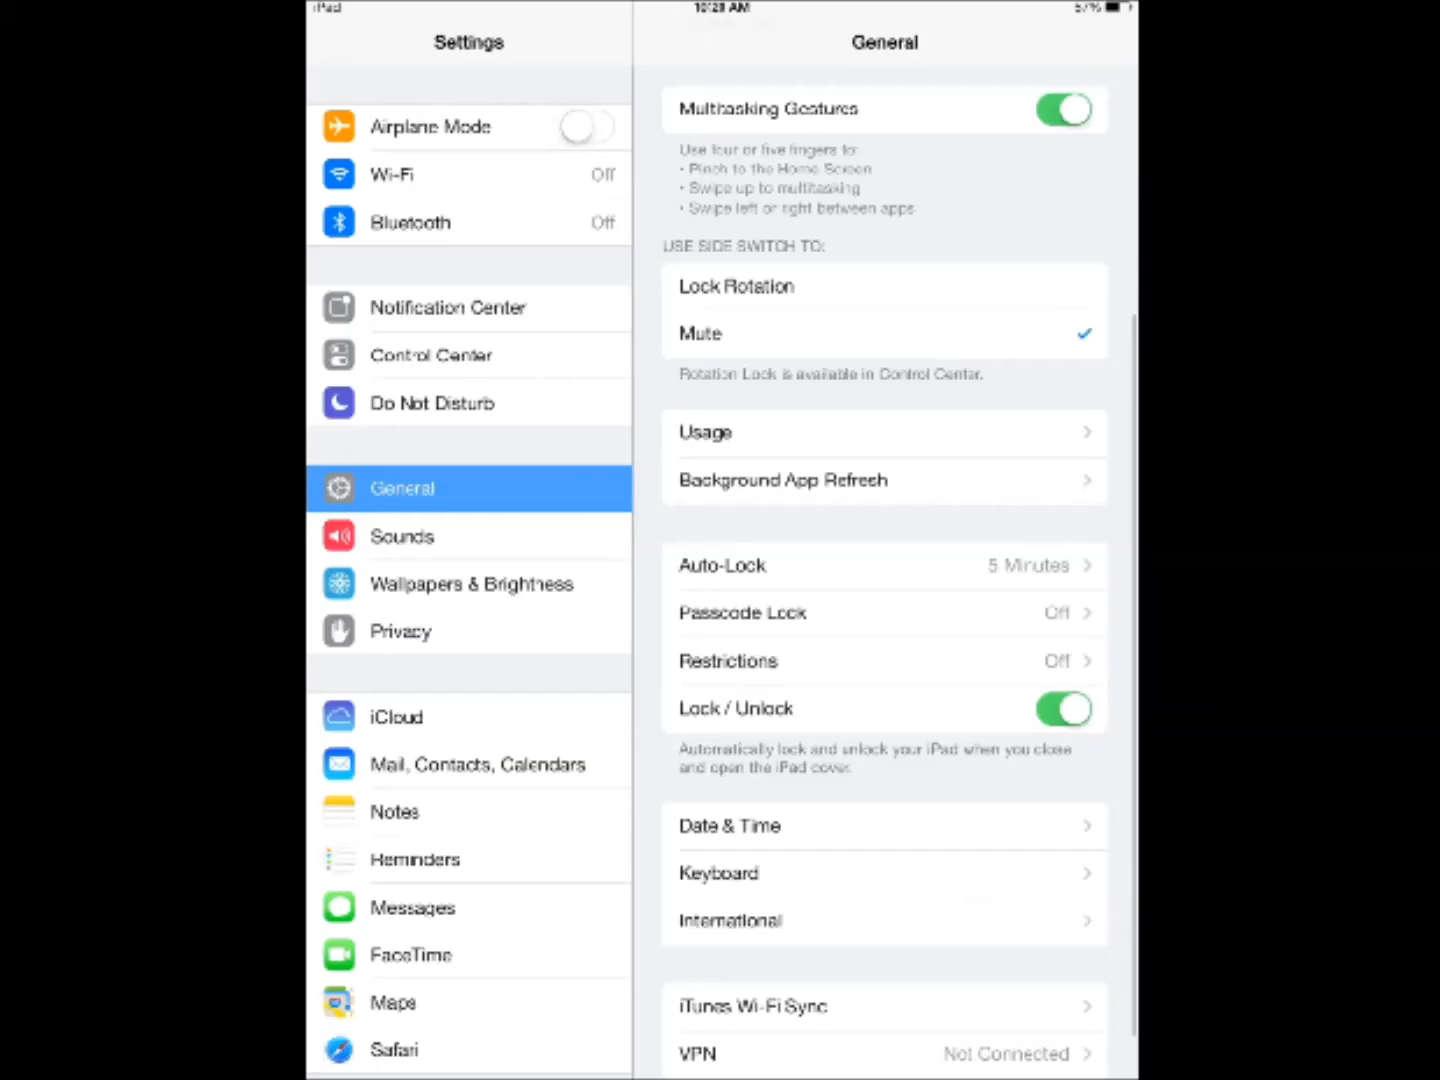 iPad
10:28 AM
57%
Settings
General
Airplane Mode
Wi-Fi Off
Bluetooth Off
Notification Center
Control Center
Do Not Disturb
General
Sounds
Wallpapers & Brightness
Privacy
iCloud
Mail, Contacts, Calendars
Notes
Reminders
Messages
FaceTime
Maps
Safari
Multitasking Gestures
Use four or five fingers to:
• Pinch to the Home Screen
• Swipe up to multitasking
• Swipe left or right between apps
USE SIDE SWITCH TO:
Lock Rotation
Mute
Rotation Lock is available in Control Center.
Usage
Background App Refresh
Auto-Lock 5 Minutes
Passcode Lock Off
Restrictions Off
Lock / Unlock
Automatically lock and unlock your iPad when you close
and open the iPad cover.
Date & Time
Keyboard
International
iTunes Wi-Fi Sync
VPN Not Connected